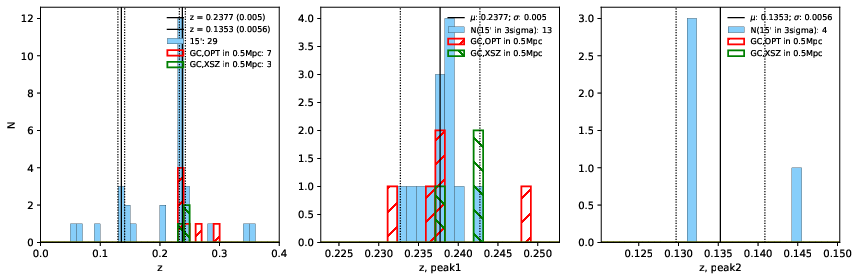 z = 0.2377 (0.005)
z = 0.1353 (0.0056)
15': 29
GC,OPT in 0.5Mpc: 7
GC,XSZ in 0.5Mpc: 3
12
10
8
6
4
2
0
N
0.0 0.1 0.2 0.3 0.4
z
μ: 0.2377; σ: 0.005
N(15' in 3sigma): 13
GC,OPT in 0.5Mpc
GC,XSZ in 0.5Mpc
4.0
3.5
3.0
2.5
2.0
1.5
1.0
0.5
0.0
0.225 0.230 0.235 0.240 0.245 0.250
z, peak1
μ: 0.1353; σ: 0.0056
N(15' in 3sigma): 4
GC,OPT in 0.5Mpc
GC,XSZ in 0.5Mpc
3.0
2.5
2.0
1.5
1.0
0.5
0.0
0.125 0.130 0.135 0.140 0.145 0.150
z, peak2